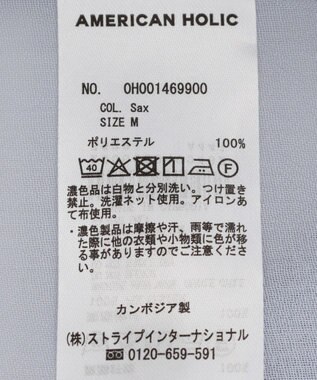 AMERICAN HOLIC
NO. OH001469900
COL. Sax
SIZE M
ポリエステル 100%
40 F
濃色品は白物と分別洗い。つけ置き
禁止。洗濯ネット使用。アイロンあ
て布使用。
・濃色製品は摩擦や汗、雨等で濡れ
た際に他の衣類や小物類に色が移
る事がありますのでご注意くださ
い。
カンボジア製
(株)ストライプインターナショナル
0120-659-591